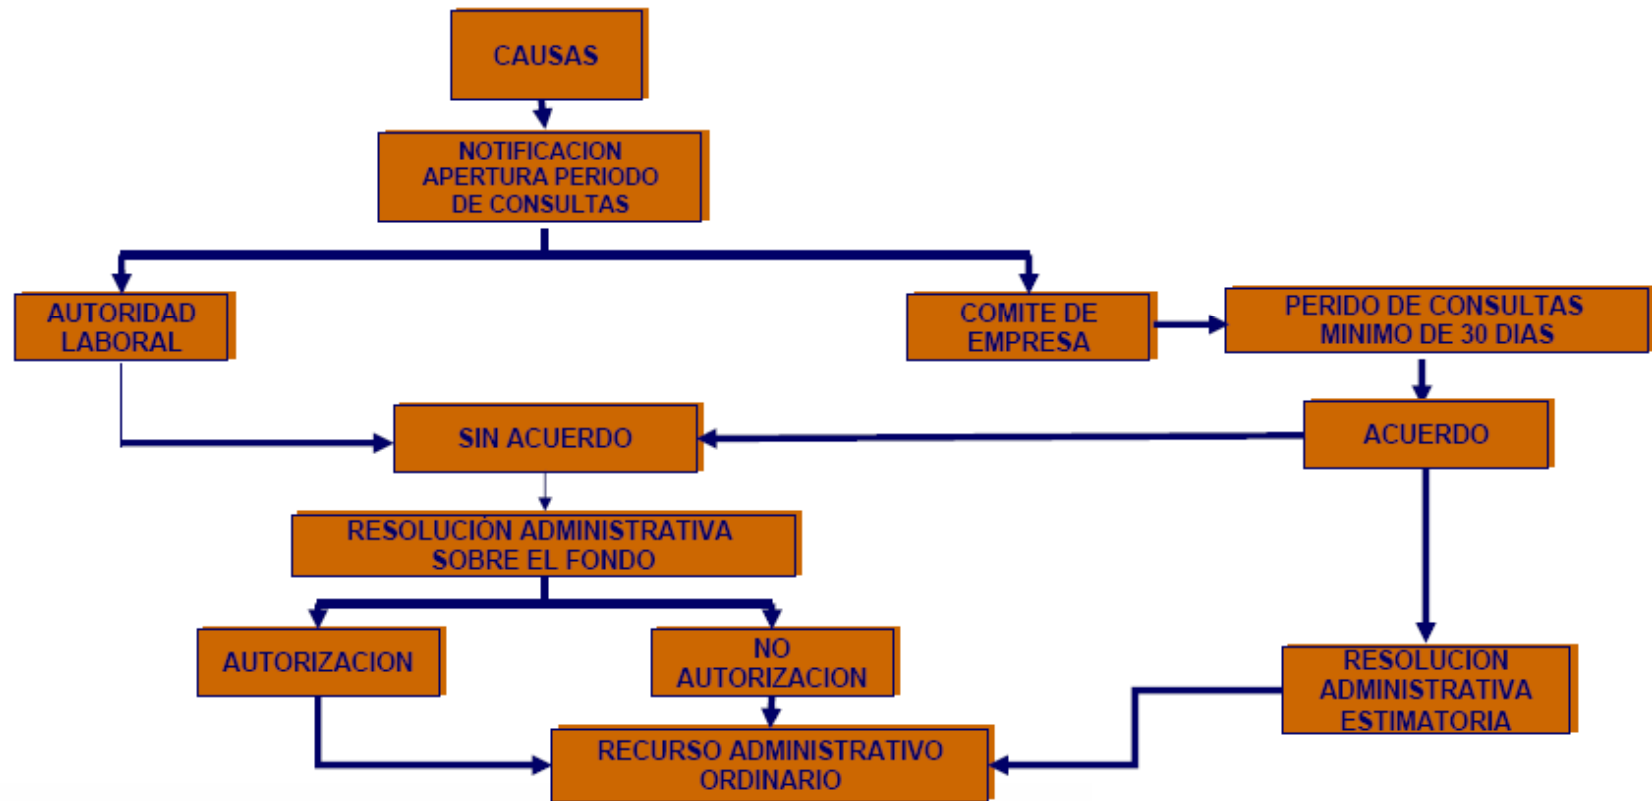 CAUSAS
NOTIFICACION
APERTURA PERIODO
DE CONSULTAS
AUTORIDAD
LABORAL
COMITE DE
EMPRESA
PERIDO DE CONSULTAS
MINIMO DE 30 DIAS
SIN ACUERDO
ACUERDO
RESOLUCIÓN ADMINISTRATIVA
SOBRE EL FONDO
AUTORIZACION
NO
AUTORIZACION
RESOLUCION
ADMINISTRATIVA
ESTIMATORIA
RECURSO ADMINISTRATIVO
ORDINARIO